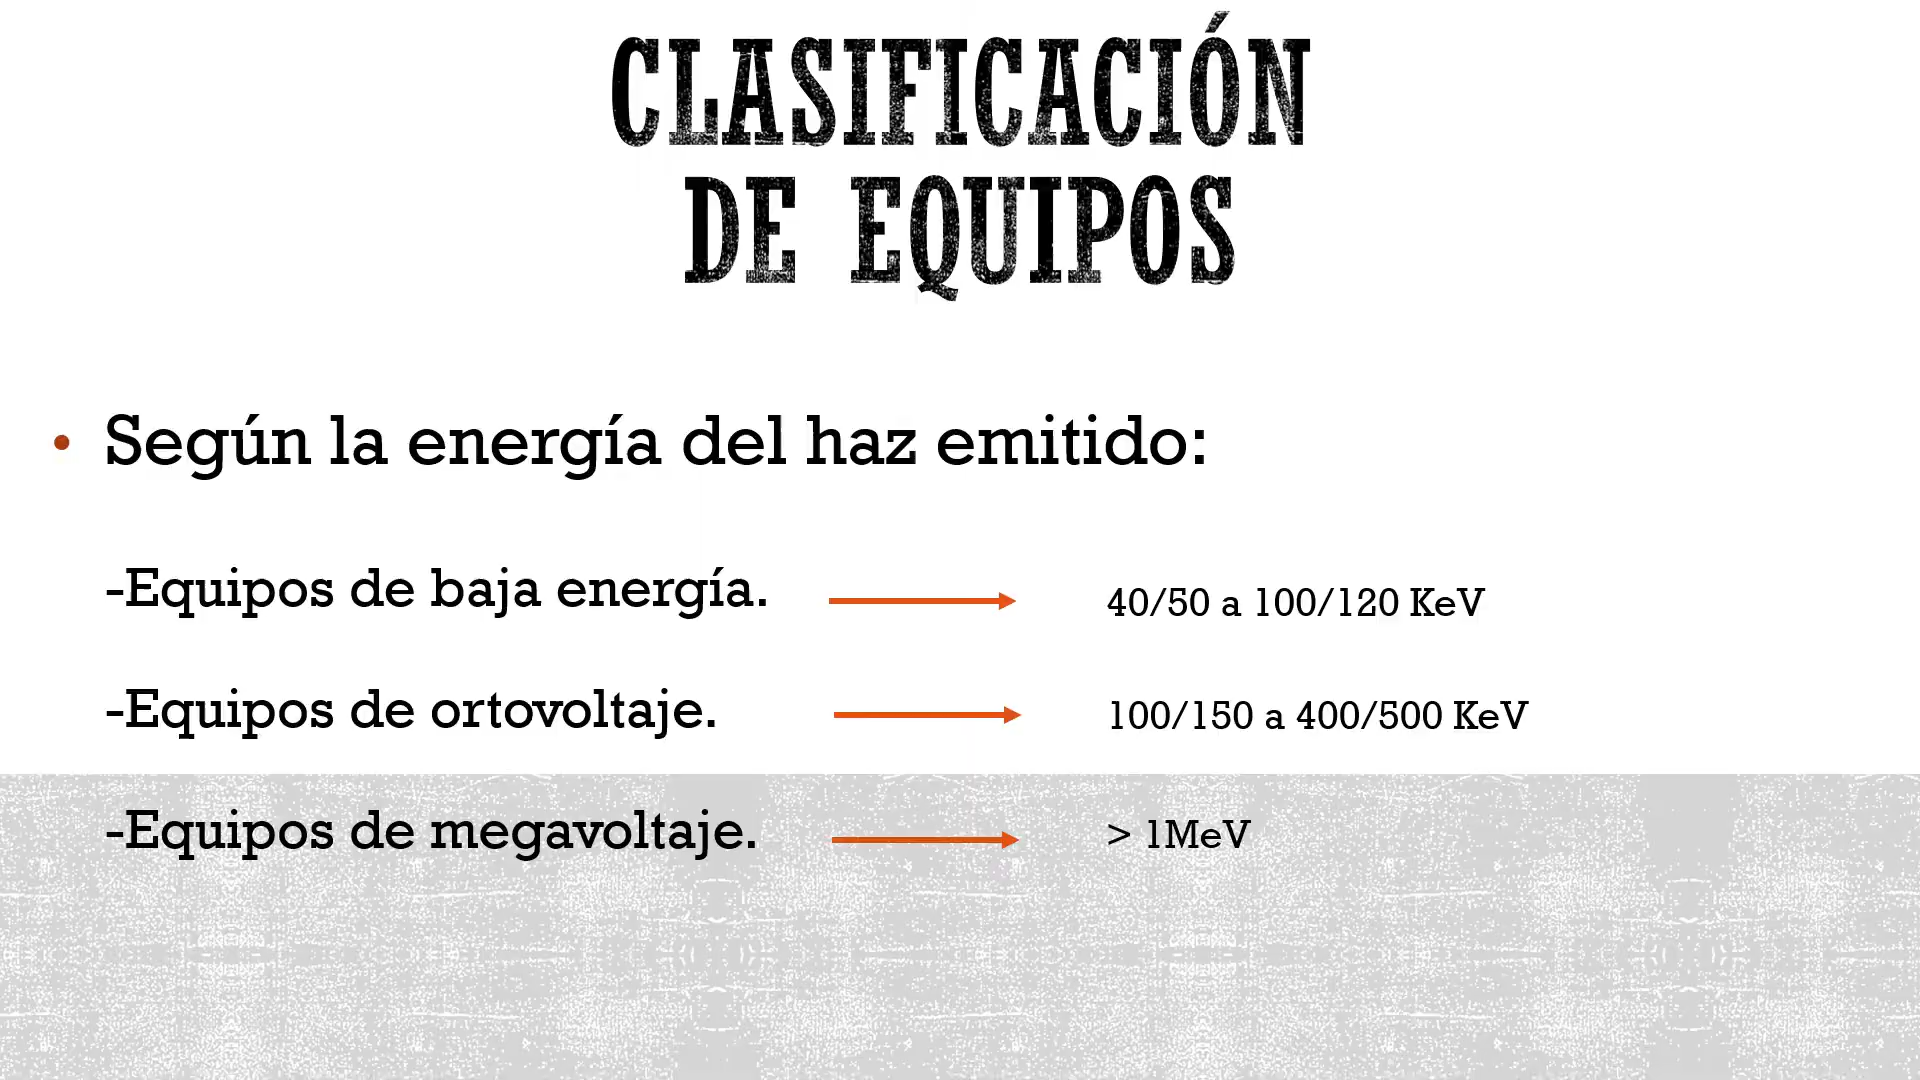 CLASIFICACIÓN
DE EQUIPOS
• Según la energía del haz emitido:
-Equipos de baja energía.
40/50 a 100/120 KeV
-Equipos de ortovoltaje.
100/150 a 400/500 KeV
-Equipos de megavoltaje.
> 1MeV